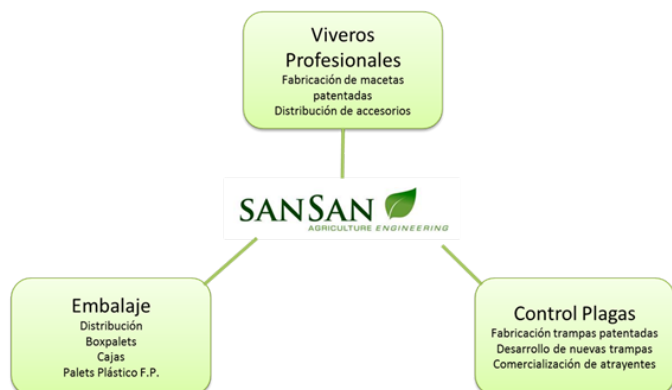 Viveros
Profesionales
Fabricación de macetas
patentadas
Distribución de accesorios
SANSAN
AGRICULTURE ENGINEERING
Embalaje
Distribución
Boxpalets
Cajas
Palets Plástico F.P.
Control Plagas
Fabricación trampas patentadas
Desarrollo de nuevas trampas
Comercialización de atrayentes